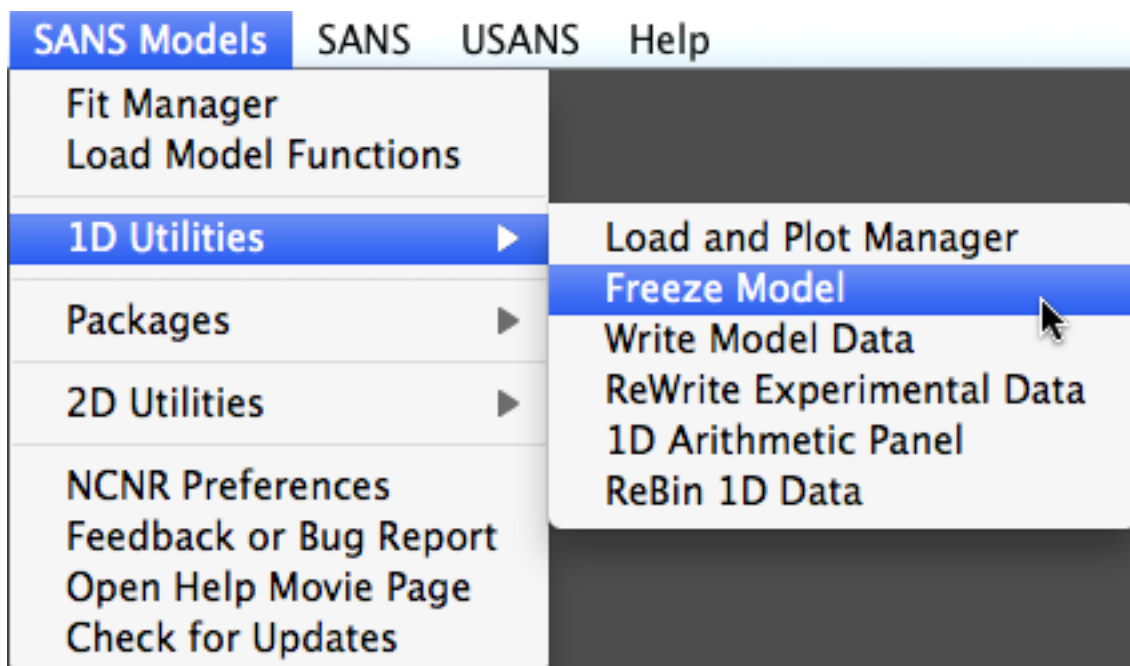 SANS Models SANS USANS Help
Fit Manager
Load Model Functions
1D Utilities
Load and Plot Manager
Freeze Model
Write Model Data
ReWrite Experimental Data
1D Arithmetic Panel
ReBin 1D Data
Packages
2D Utilities
NCNR Preferences
Feedback or Bug Report
Open Help Movie Page
Check for Updates